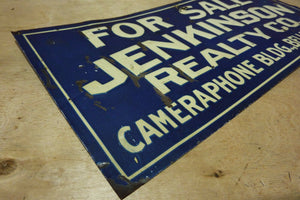 FOR SALE
JENKINSON
REALTY CO.
CAMERAPHONE BLDG.